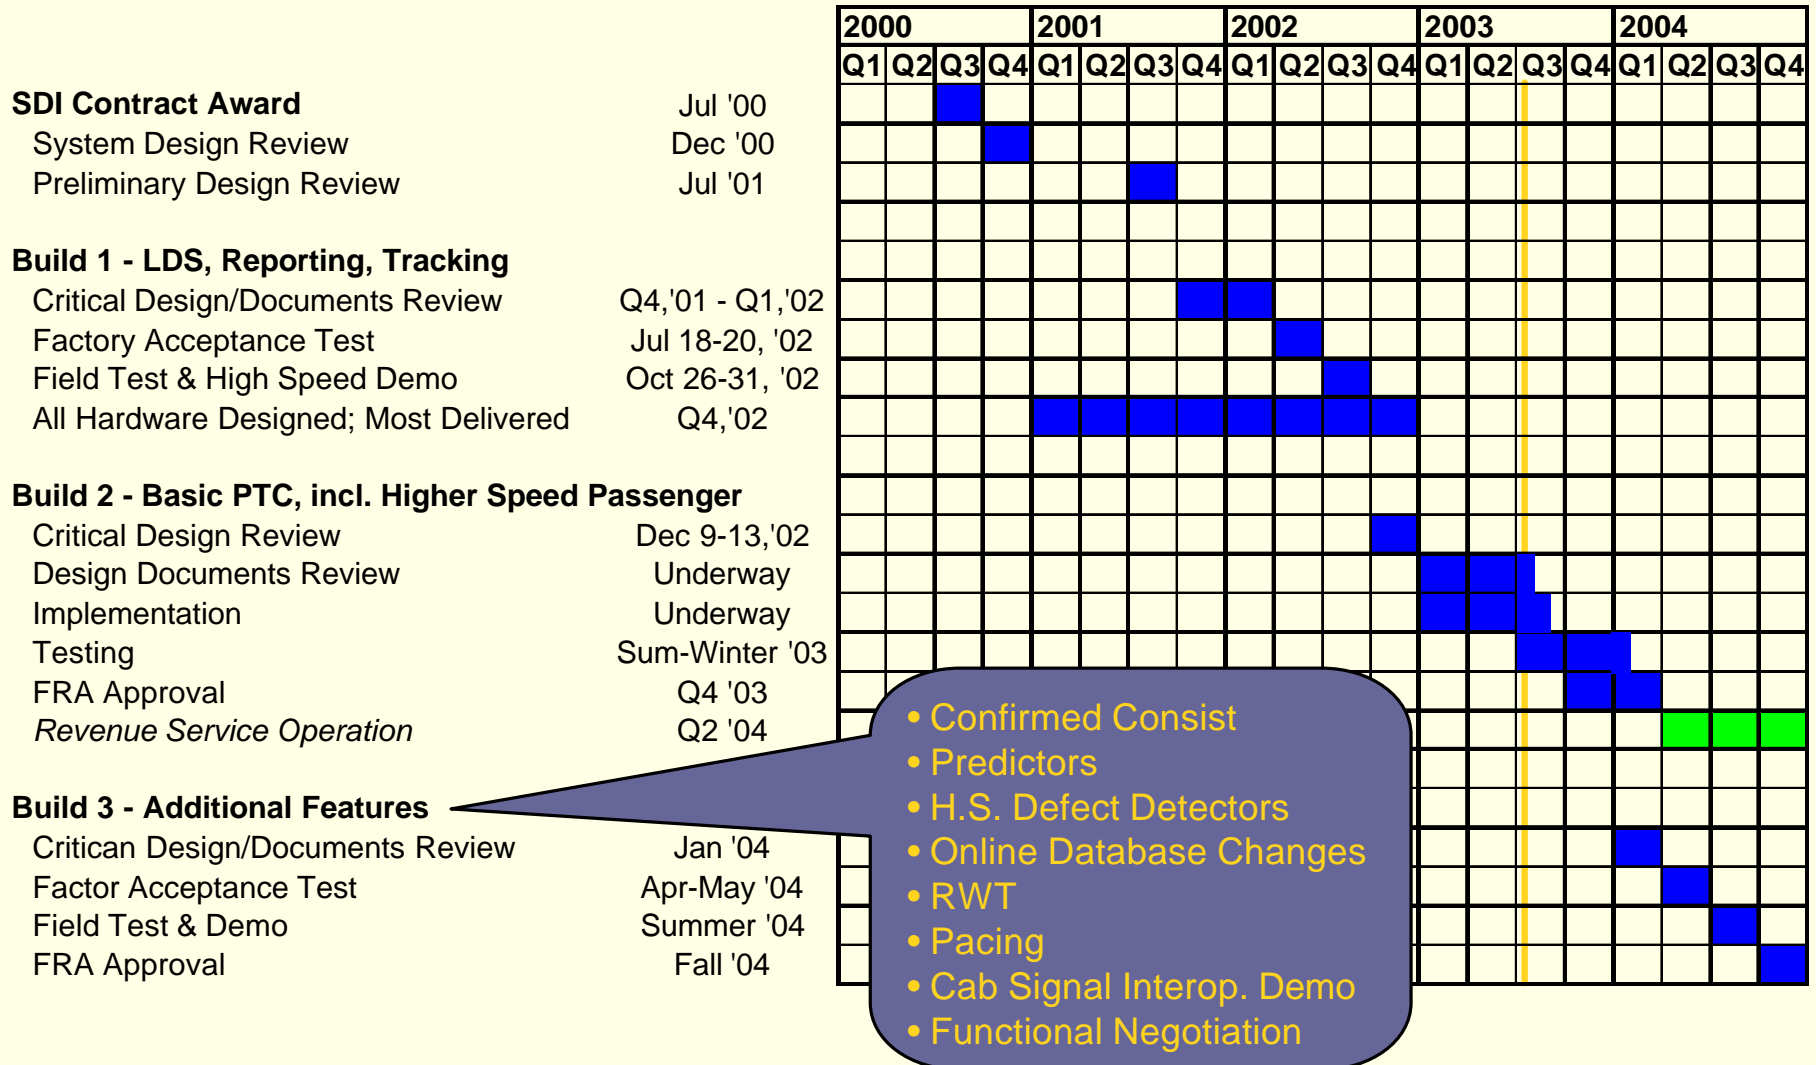 2000 2001 2002 2003 2004
Q1 Q2 Q3 Q4 Q1 Q2 Q3 Q4 Q1 Q2 Q3 Q4 Q1 Q2 Q3 Q4 Q1 Q2 Q3 Q4
SDI Contract Award Jul '00
System Design Review Dec '00
Preliminary Design Review Jul '01
Build 1 - LDS, Reporting, Tracking
Critical Design/Documents Review Q4,'01 - Q1,'02
Factory Acceptance Test Jul 18-20, '02
Field Test & High Speed Demo Oct 26-31, '02
All Hardware Designed; Most Delivered Q4,'02
Build 2 - Basic PTC, incl. Higher Speed Passenger
Critical Design Review Dec 9-13,'02
Design Documents Review Underway
Implementation Underway
Testing Sum-Winter '03
FRA Approval Q4 '03
Revenue Service Operation Q2 '04
Build 3 - Additional Features
Critican Design/Documents Review Jan '04
Factor Acceptance Test Apr-May '04
Field Test & Demo Summer '04
FRA Approval Fall '04
• Confirmed Consist
• Predictors
• H.S. Defect Detectors
• Online Database Changes
• RWT
• Pacing
• Cab Signal Interop. Demo
• Functional Negotiation